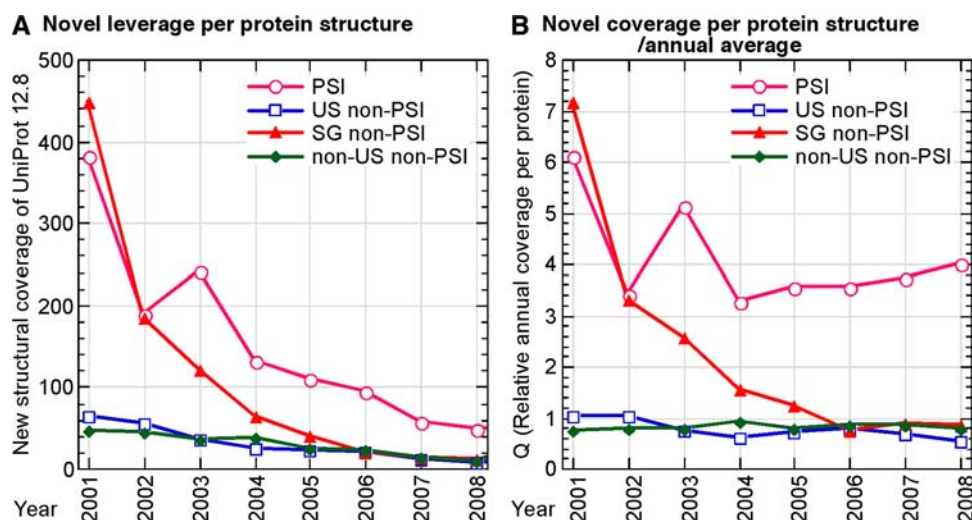 A Novel leverage per protein structure
New structural coverage of UniProt 12.8
500
400
300
200
100
0
PSI
US non-PSI
SG non-PSI
non-US non-PSI
Year
2001
2002
2003
2004
2005
2006
2007
2008
B Novel coverage per protein structure
/annual average
Q (Relative annual coverage per protein)
8
7
6
5
4
3
2
1
0
PSI
US non-PSI
SG non-PSI
non-US non-PSI
Year
2001
2002
2003
2004
2005
2006
2007
2008